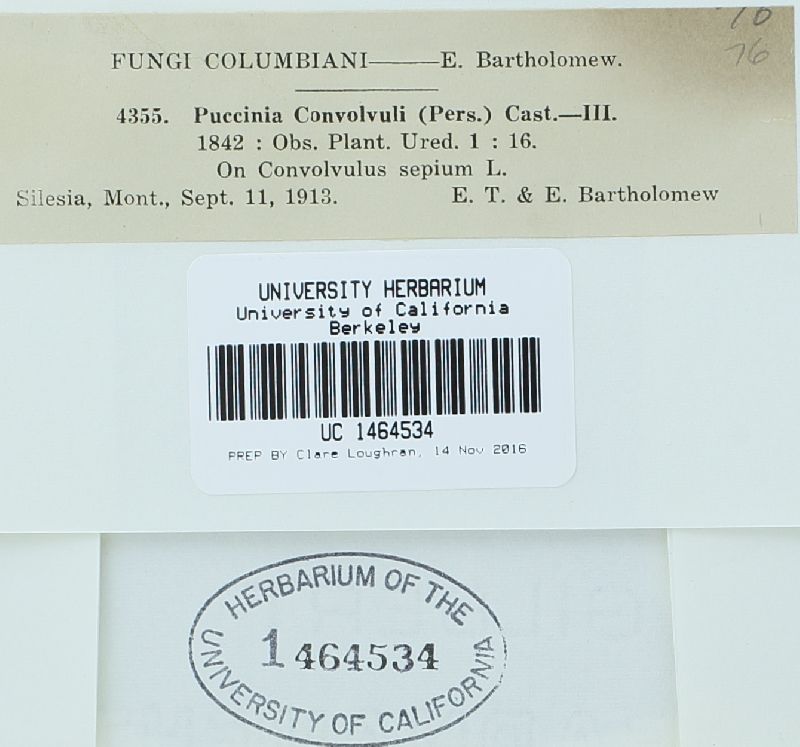 76
FUNGI COLUMBIANI———E. Bartholomew.
4355. Puccinia Convolvuli (Pers.) Cast.—III.
1842 : Obs. Plant. Ured. 1 : 16.
On Convolvulus sepium L.
Silesia, Mont., Sept. 11, 1913. E. T. & E. Bartholomew
UNIVERSITY HERBARIUM
University of California
Berkeley
UC 1464534
PREP BY Clare Loughran, 14 Nov 2016
HERBARIUM OF THE
1464534
UNIVERSITY OF CALIFORNIA